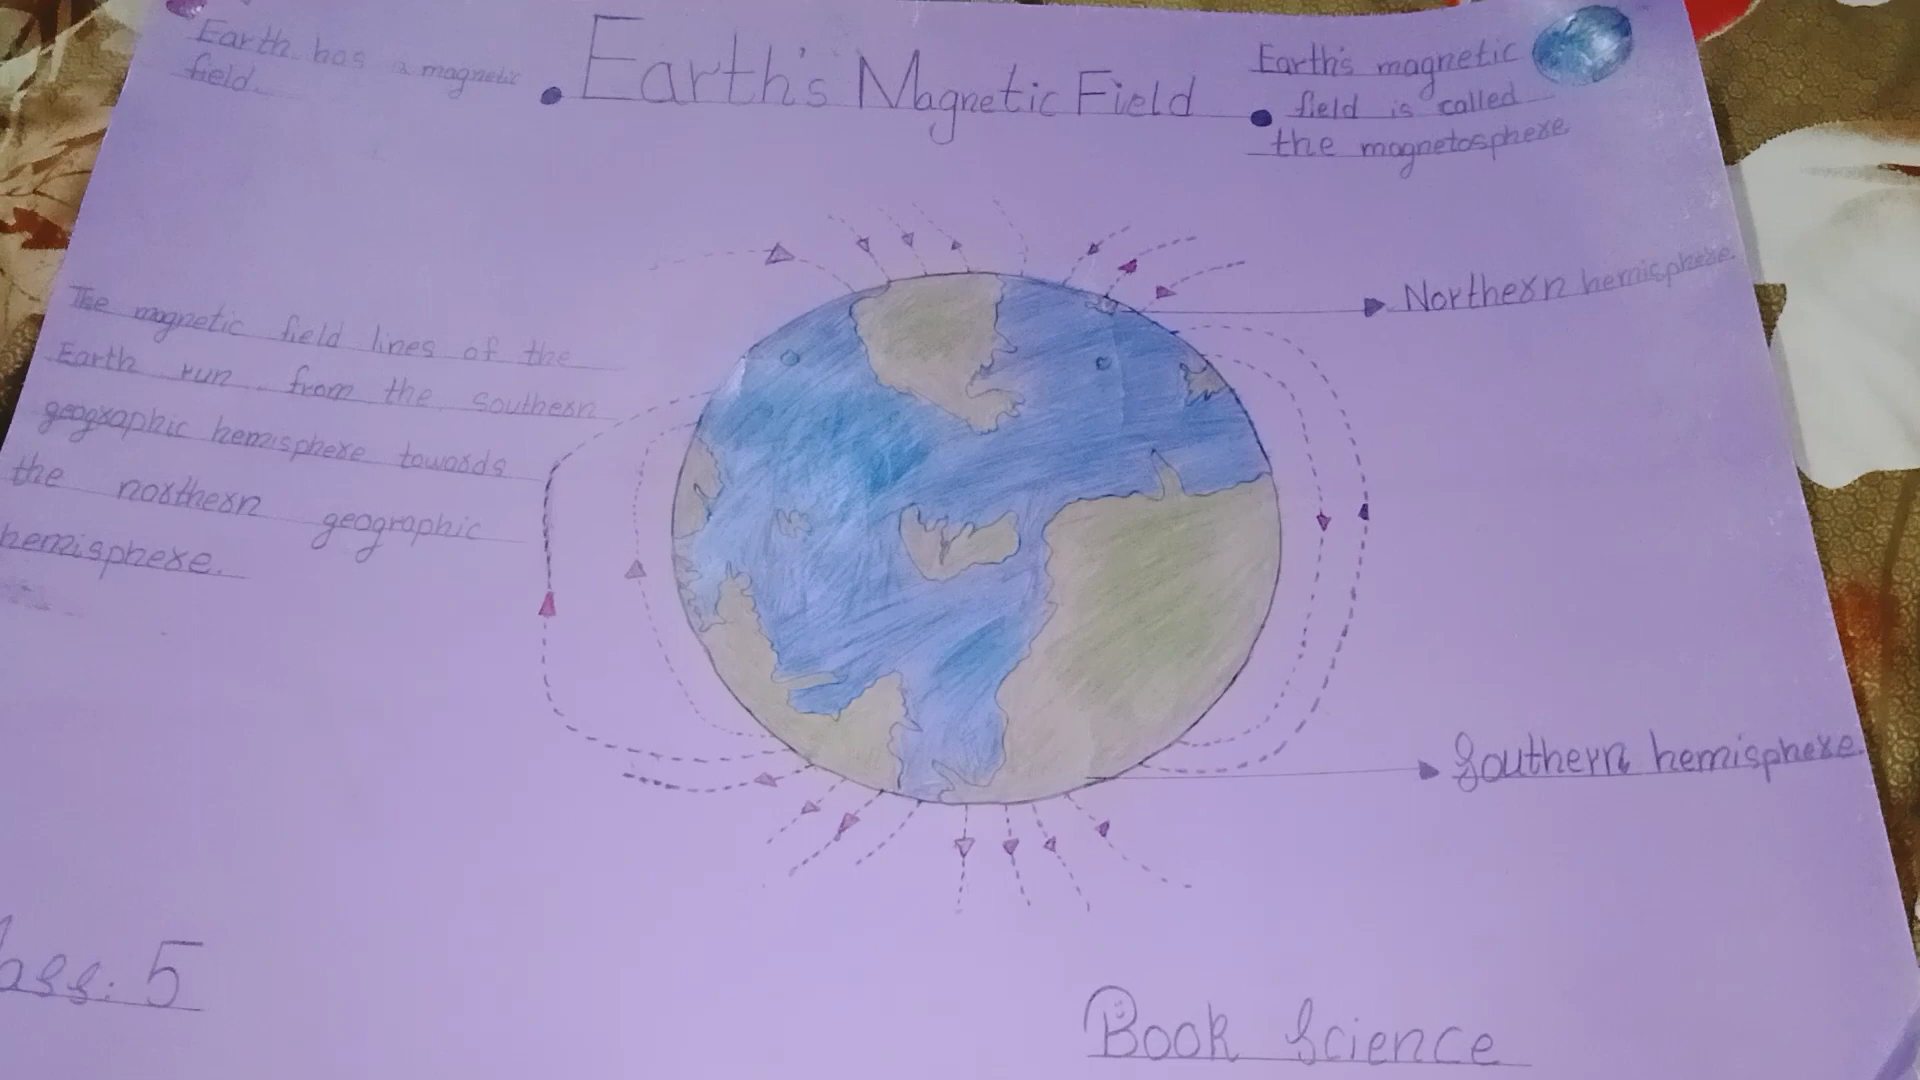 Earth has a magnetic
field.
Earth's Magnetic Field
Earth's magnetic
field is called
the magnetosphere.
The magnetic field lines of the
Earth run from the southern
geographic hemisphere towards
the northern geographic
hemisphere.
Northern hemisphere.
Southern hemisphere.
5
Book Science